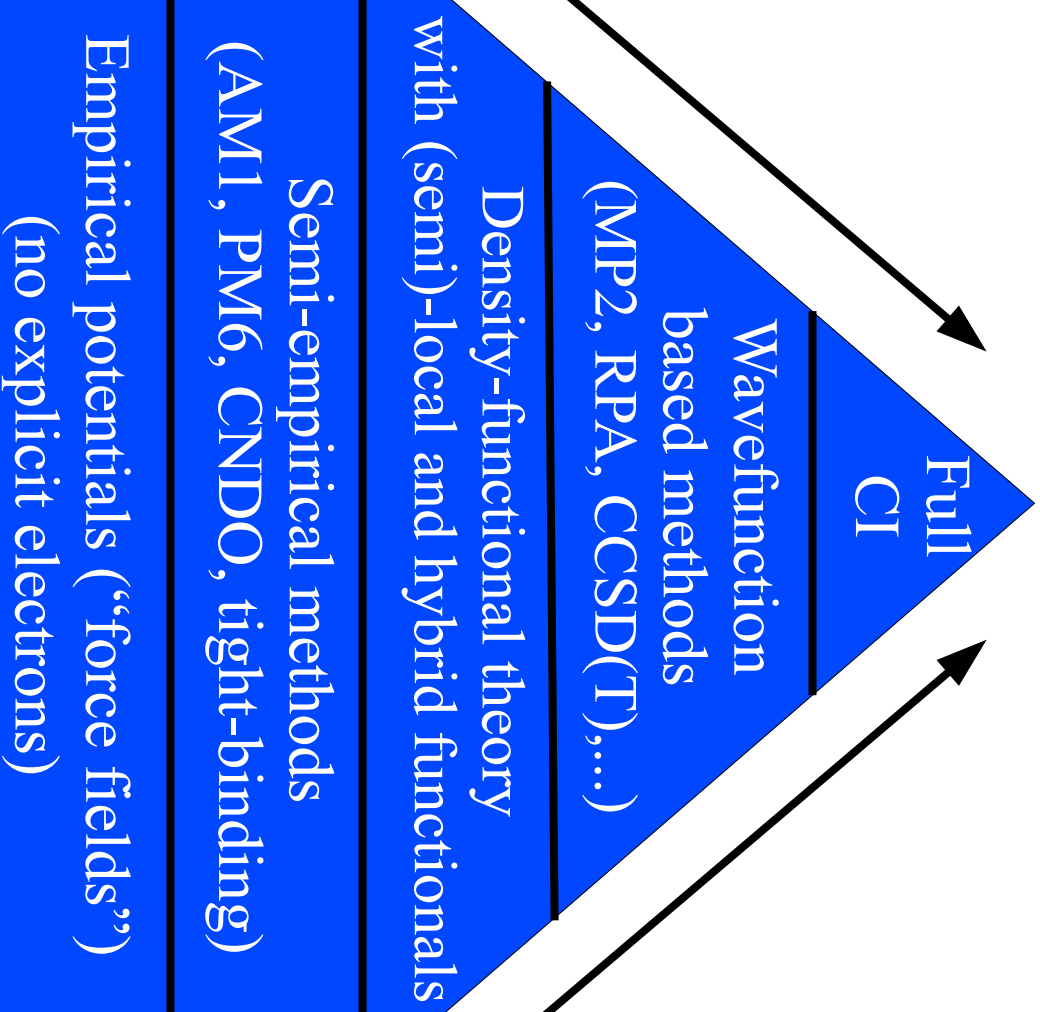 Full
CI
Wavefunction
based methods
(MP2, RPA, CCSD(T),...)
Density-functional theory
with (semi)-local and hybrid functionals
Semi-empirical methods
(AM1, PM6, CNDO, tight-binding)
Empirical potentials (“force fields”)
(no explicit electrons)